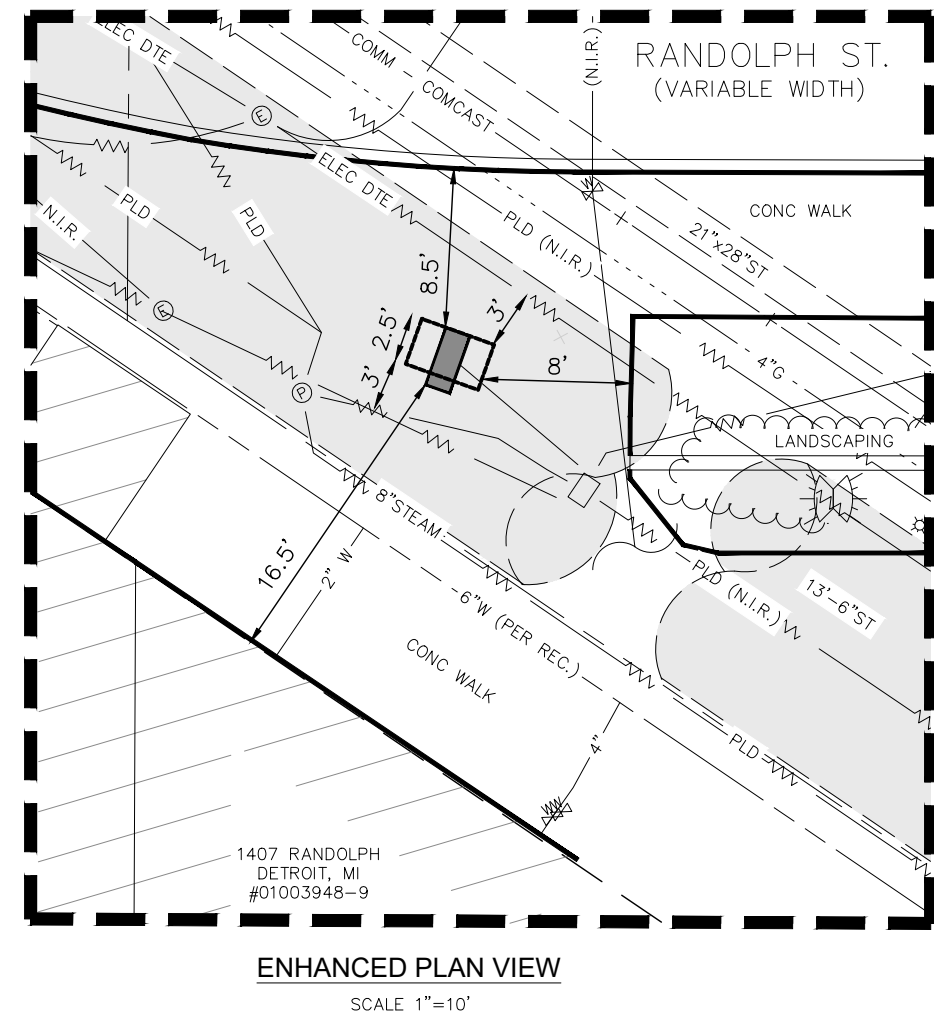 ELEC DTE
COMM
COMCAST
(N.I.R.)
RANDOLPH ST.
(VARIABLE WIDTH)
E
ELEC DTE
PLD
PLD
N.I.R.
PLD (N.I.R.)
CONC WALK
21"x28"ST
8.5'
3'
2.5'
3'
8'
E
P
4"G
LANDSCAPING
8"STEAM
16.5'
2" W
6"W (PER REC.)
PLD (N.I.R.)
13'-6"ST
CONC WALK
4"
PLD
1407 RANDOLPH
DETROIT, MI
#01003948-9
ENHANCED PLAN VIEW
SCALE 1"=10'